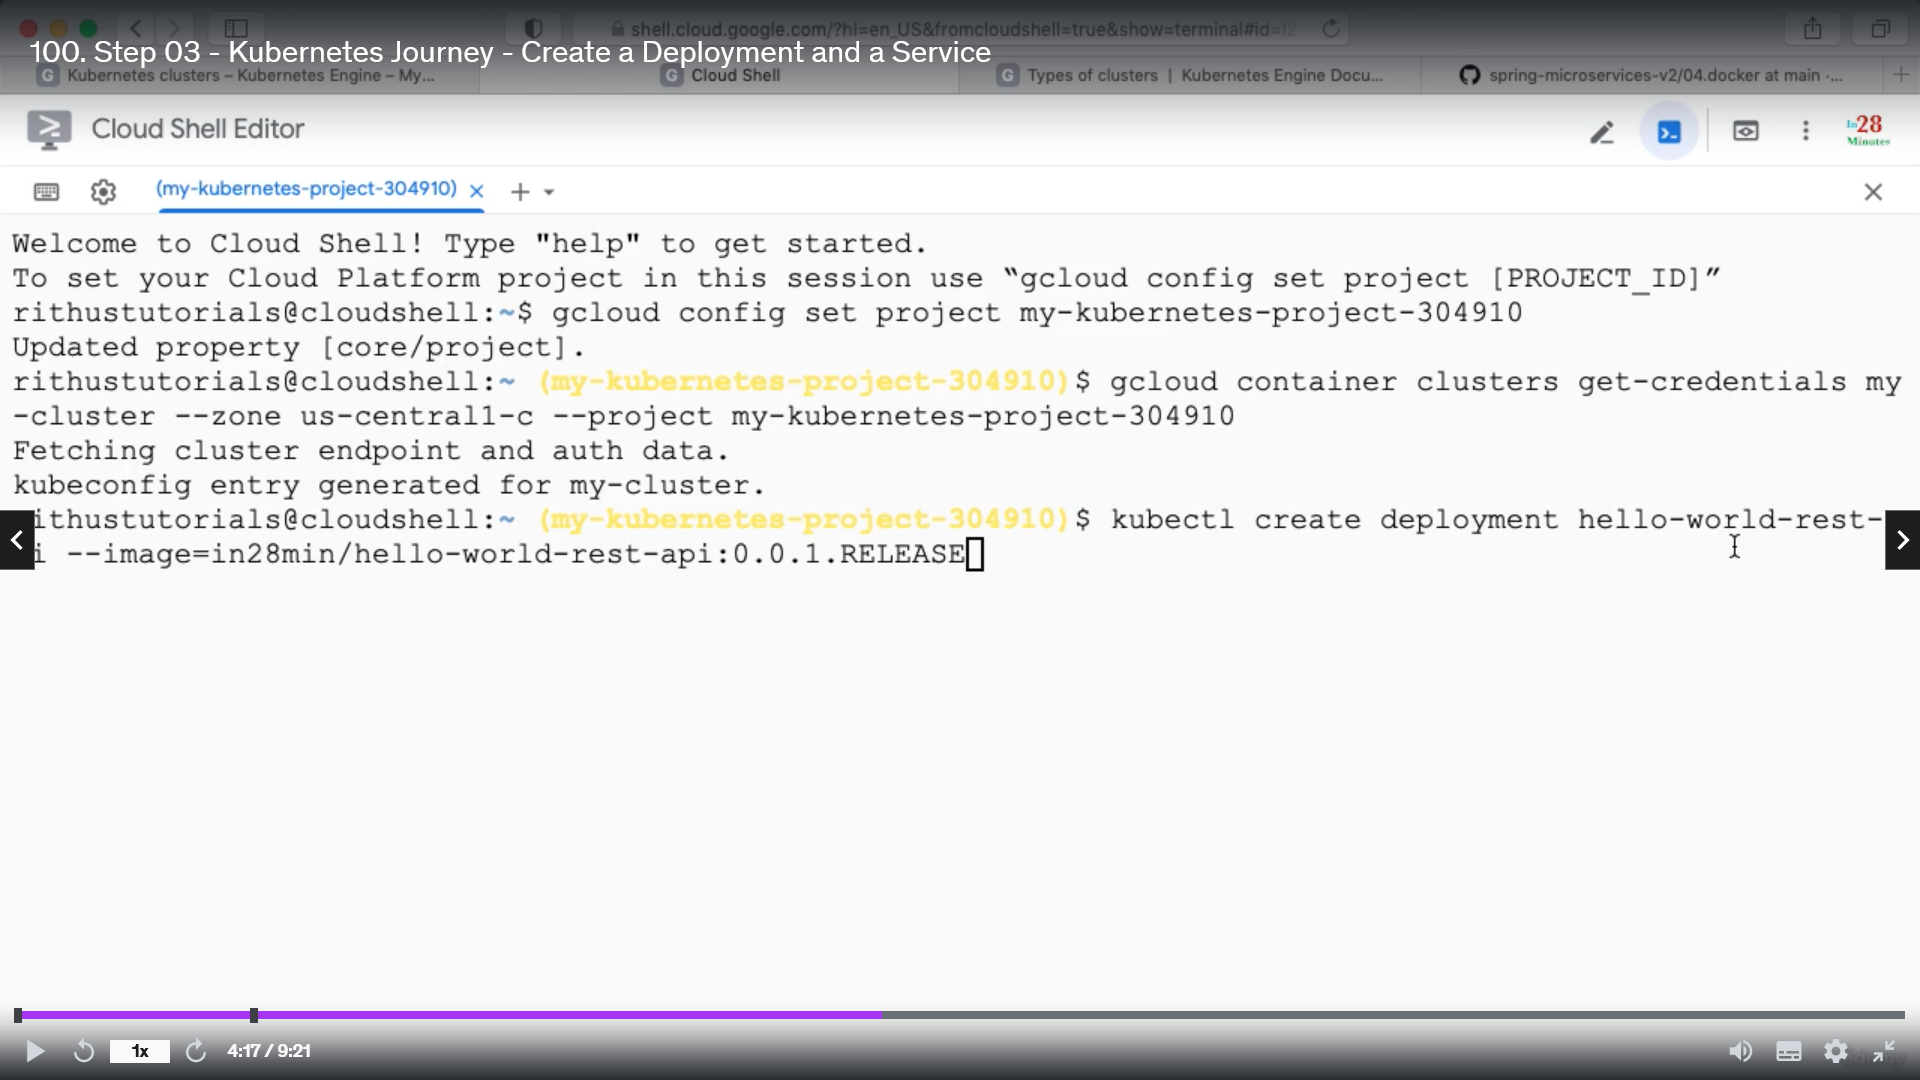 shell.cloud.google.com/?hl=en_US&fromcloudshell=true&show=terminal#id=
100. Step 03 - Kubernetes Journey - Create a Deployment and a Service
Kubernetes clusters – Kubernetes Engine – My...
Cloud Shell
Types of clusters | Kubernetes Engine Docu...
spring-microservices-v2/04.docker at main ·...
Cloud Shell Editor
In28
Minutes
(my-kubernetes-project-304910)
Welcome to Cloud Shell! Type "help" to get started.
To set your Cloud Platform project in this session use “gcloud config set project [PROJECT_ID]”
rithustutorials@cloudshell:~$ gcloud config set project my-kubernetes-project-304910
Updated property [core/project].
rithustutorials@cloudshell:~ (my-kubernetes-project-304910)$ gcloud container clusters get-credentials my
-cluster --zone us-central1-c --project my-kubernetes-project-304910
Fetching cluster endpoint and auth data.
kubeconfig entry generated for my-cluster.
ithustutorials@cloudshell:~ (my-kubernetes-project-304910)$ kubectl create deployment hello-world-rest-
i --image=in28min/hello-world-rest-api:0.0.1.RELEASE
1x
4:17 / 9:21